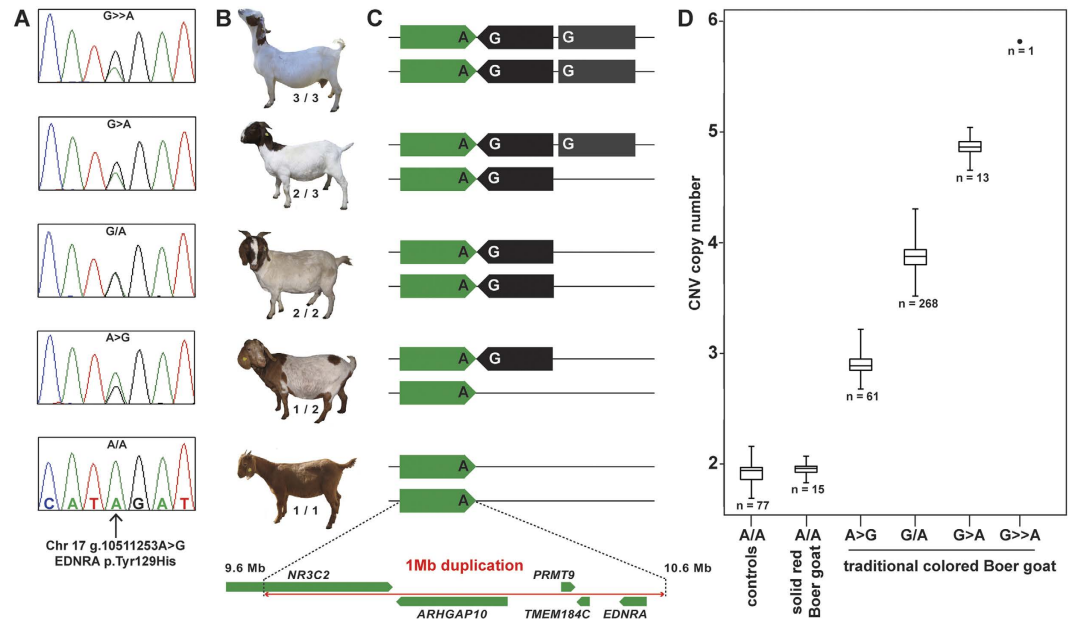 A
G>>A
G>A
G/A
A>G
A/A
C A T A G A T
Chr 17 g.10511253A>G
EDNRA p.Tyr129His
B
3 / 3
2 / 3
2 / 2
1 / 2
1 / 1
C
A G G
A G G
A G G
A G
A G
A G
A G
A
A
A
9.6 Mb
1Mb duplication
10.6 Mb
NR3C2
PRMT9
ARHGAP10
TMEM184C
EDNRA
D
CNV copy number
6
5
4
3
2
n = 77
n = 15
n = 61
n = 268
n = 13
n = 1
A/A
controls
A/A
solid red
Boer goat
A>G
G/A
G>A
G>>A
traditional colored Boer goat